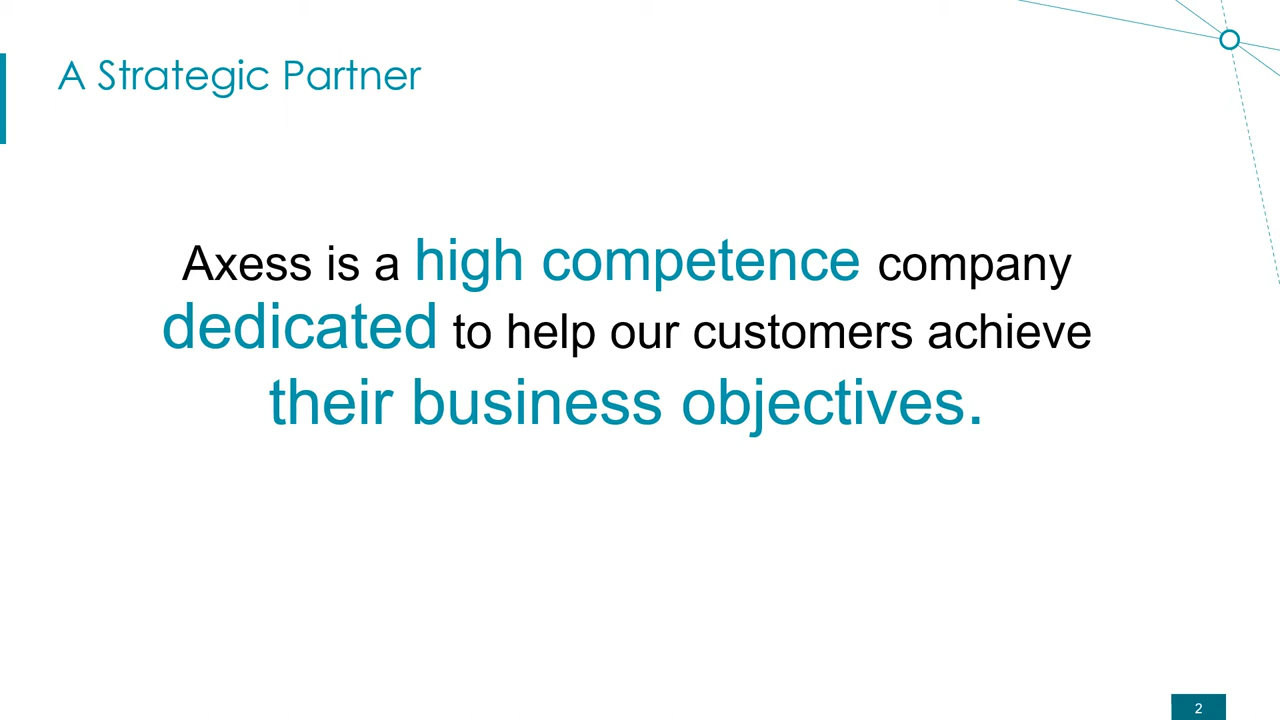 A Strategic Partner
Axess is a high competence company
dedicated to help our customers achieve
their business objectives.
2